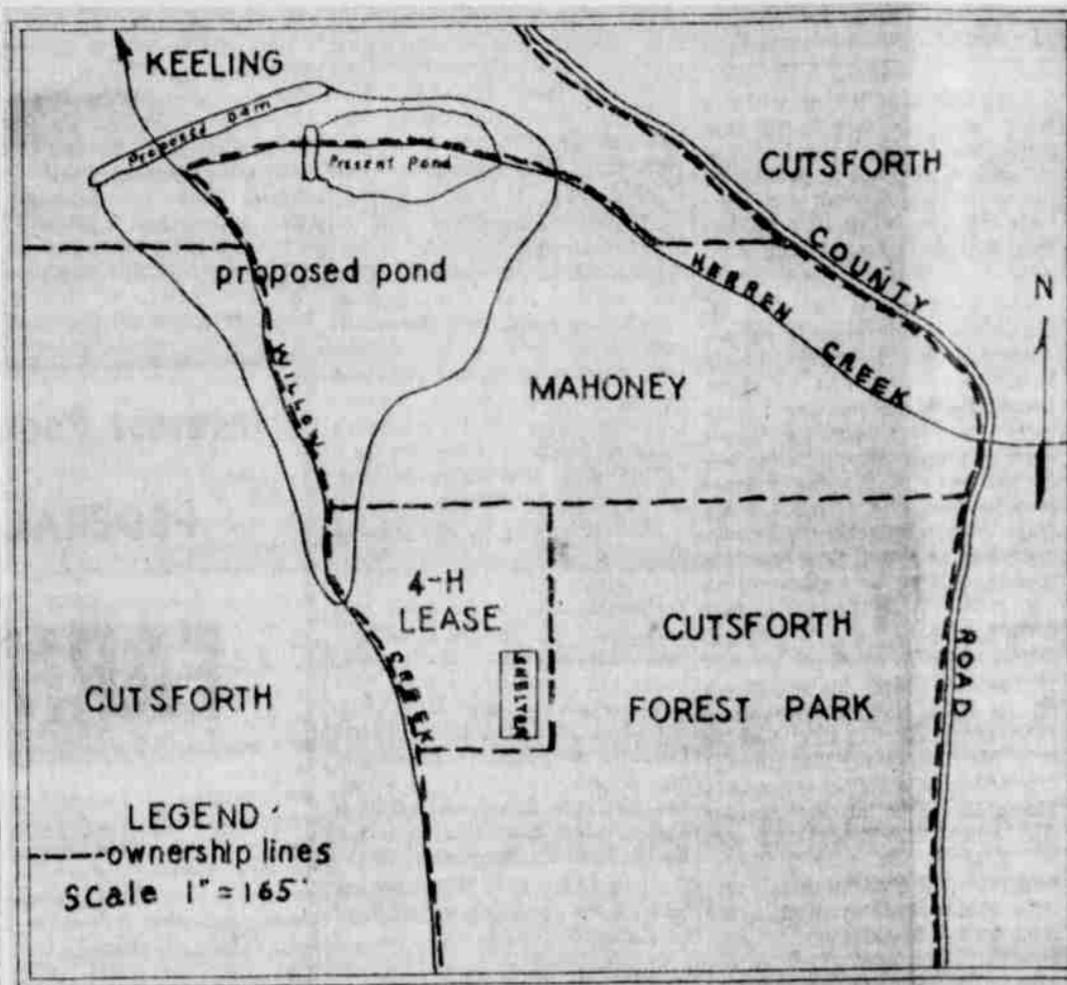 KEELING
Proposed Dam
Present Pond
CUTSFORTH
COUNTY
proposed pond
HERREN CREEK
N
WILLOW
MAHONEY
4-H
LEASE
SHELTER
CUTSFORTH
FOREST PARK
ROAD
CREEK
CUTSFORTH
LEGEND
ownership lines
Scale 1" = 165'